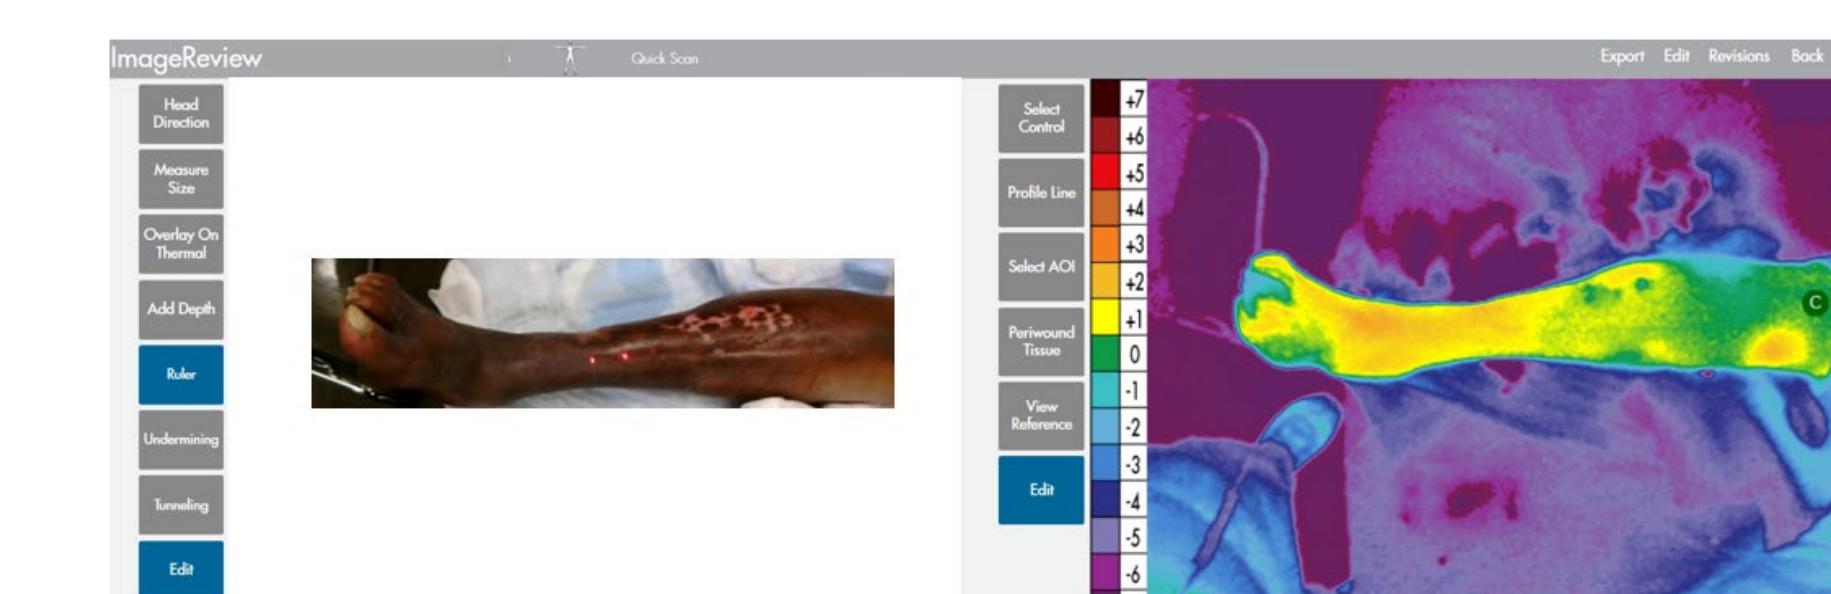 ImageReview
Quick Scan
Export Edit Revisions Back
Head
Direction
Measure
Size
Overlay On
Thermal
Add Depth
Ruler
Undermining
Tunneling
Edit
Select
Control
Profile Line
Select AOI
Periwound
Tissue
View
Reference
Edit
+7
+6
+5
+4
+3
+2
+1
0
-1
-2
-3
-4
-5
-6
C